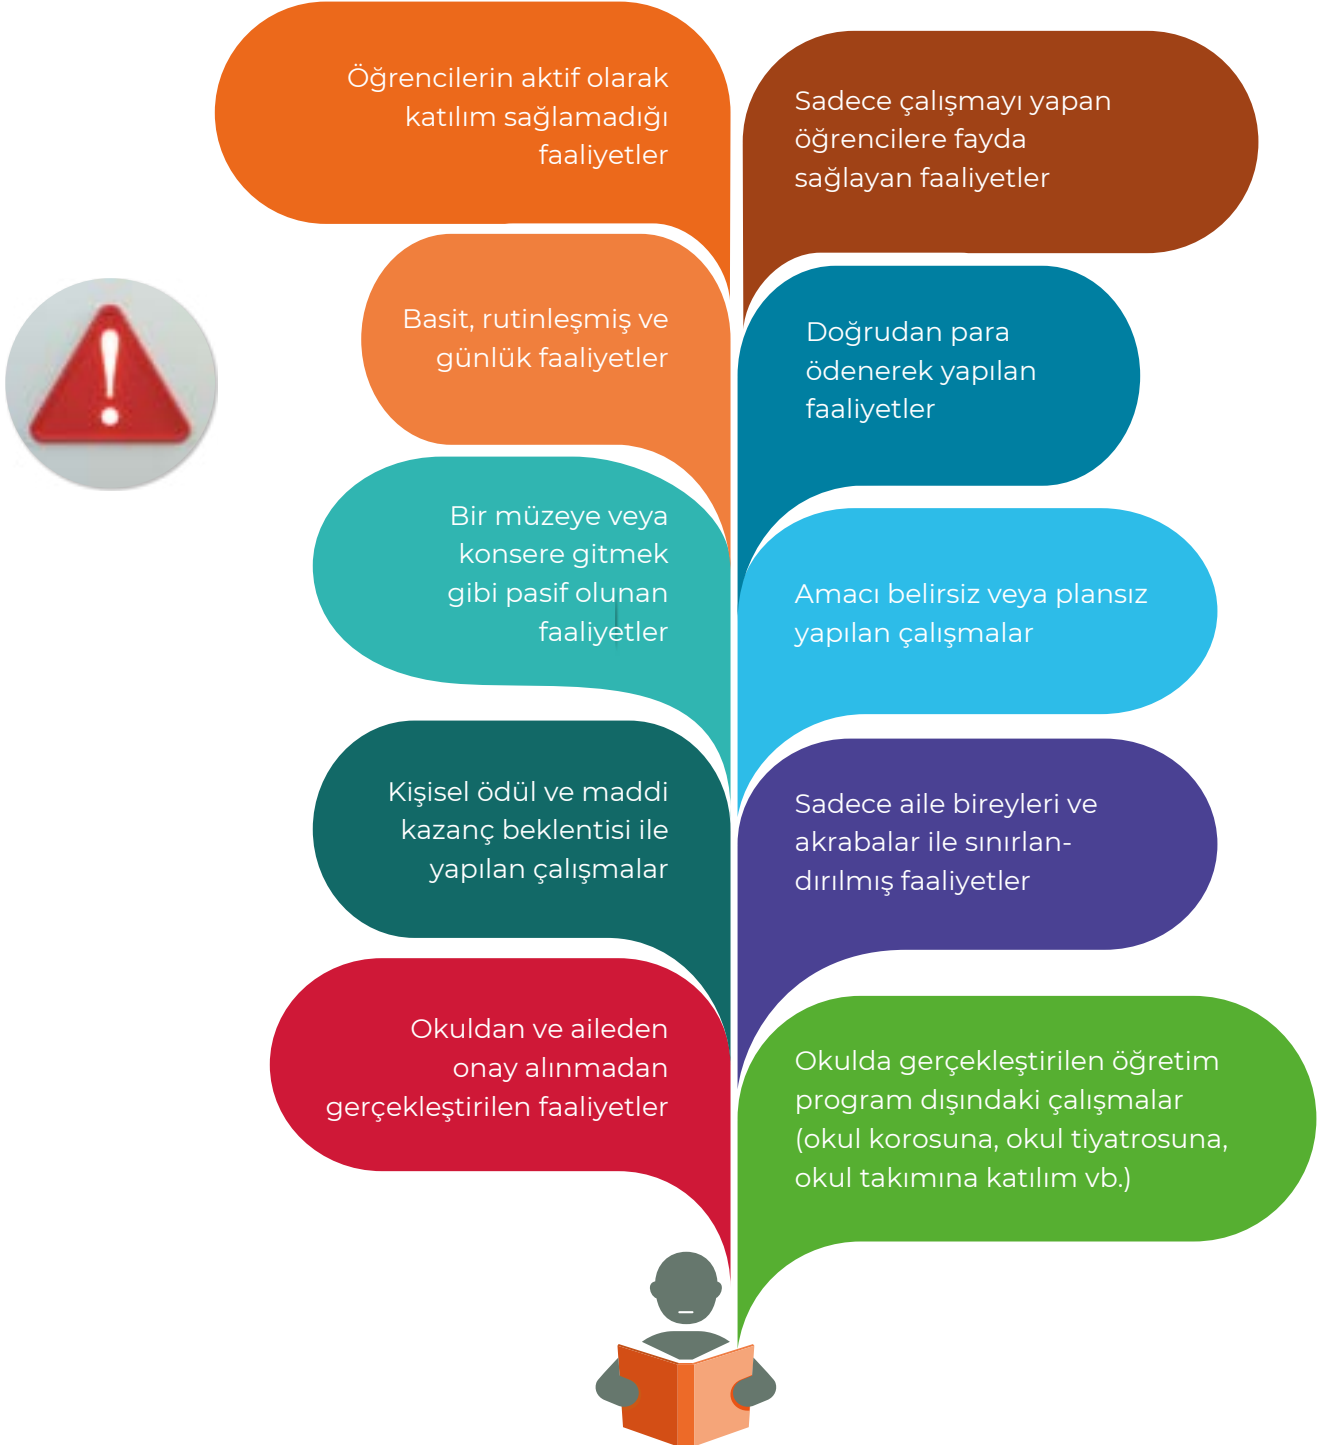 Öğrencilerin aktif olarak
katılım sağlamadığı
faaliyetler
Sadece çalışmayı yapan
öğrencilere fayda
sağlayan faaliyetler
Basit, rutinleşmiş ve
günlük faaliyetler
Doğrudan para
ödenerek yapılan
faaliyetler
Bir müzeye veya
konsere gitmek
gibi pasif olunan
faaliyetler
Amacı belirsiz veya plansız
yapılan çalışmalar
Kişisel ödül ve maddi
kazanç beklentisi ile
yapılan çalışmalar
Sadece aile bireyleri ve
akrabalar ile sınırlan-
dırılmış faaliyetler
Okuldan ve aileden
onay alınmadan
gerçekleştirilen faaliyetler
Okulda gerçekleştirilen öğretim
program dışındaki çalışmalar
(okul korosuna, okul tiyatrosuna,
okul takımına katılım vb.)